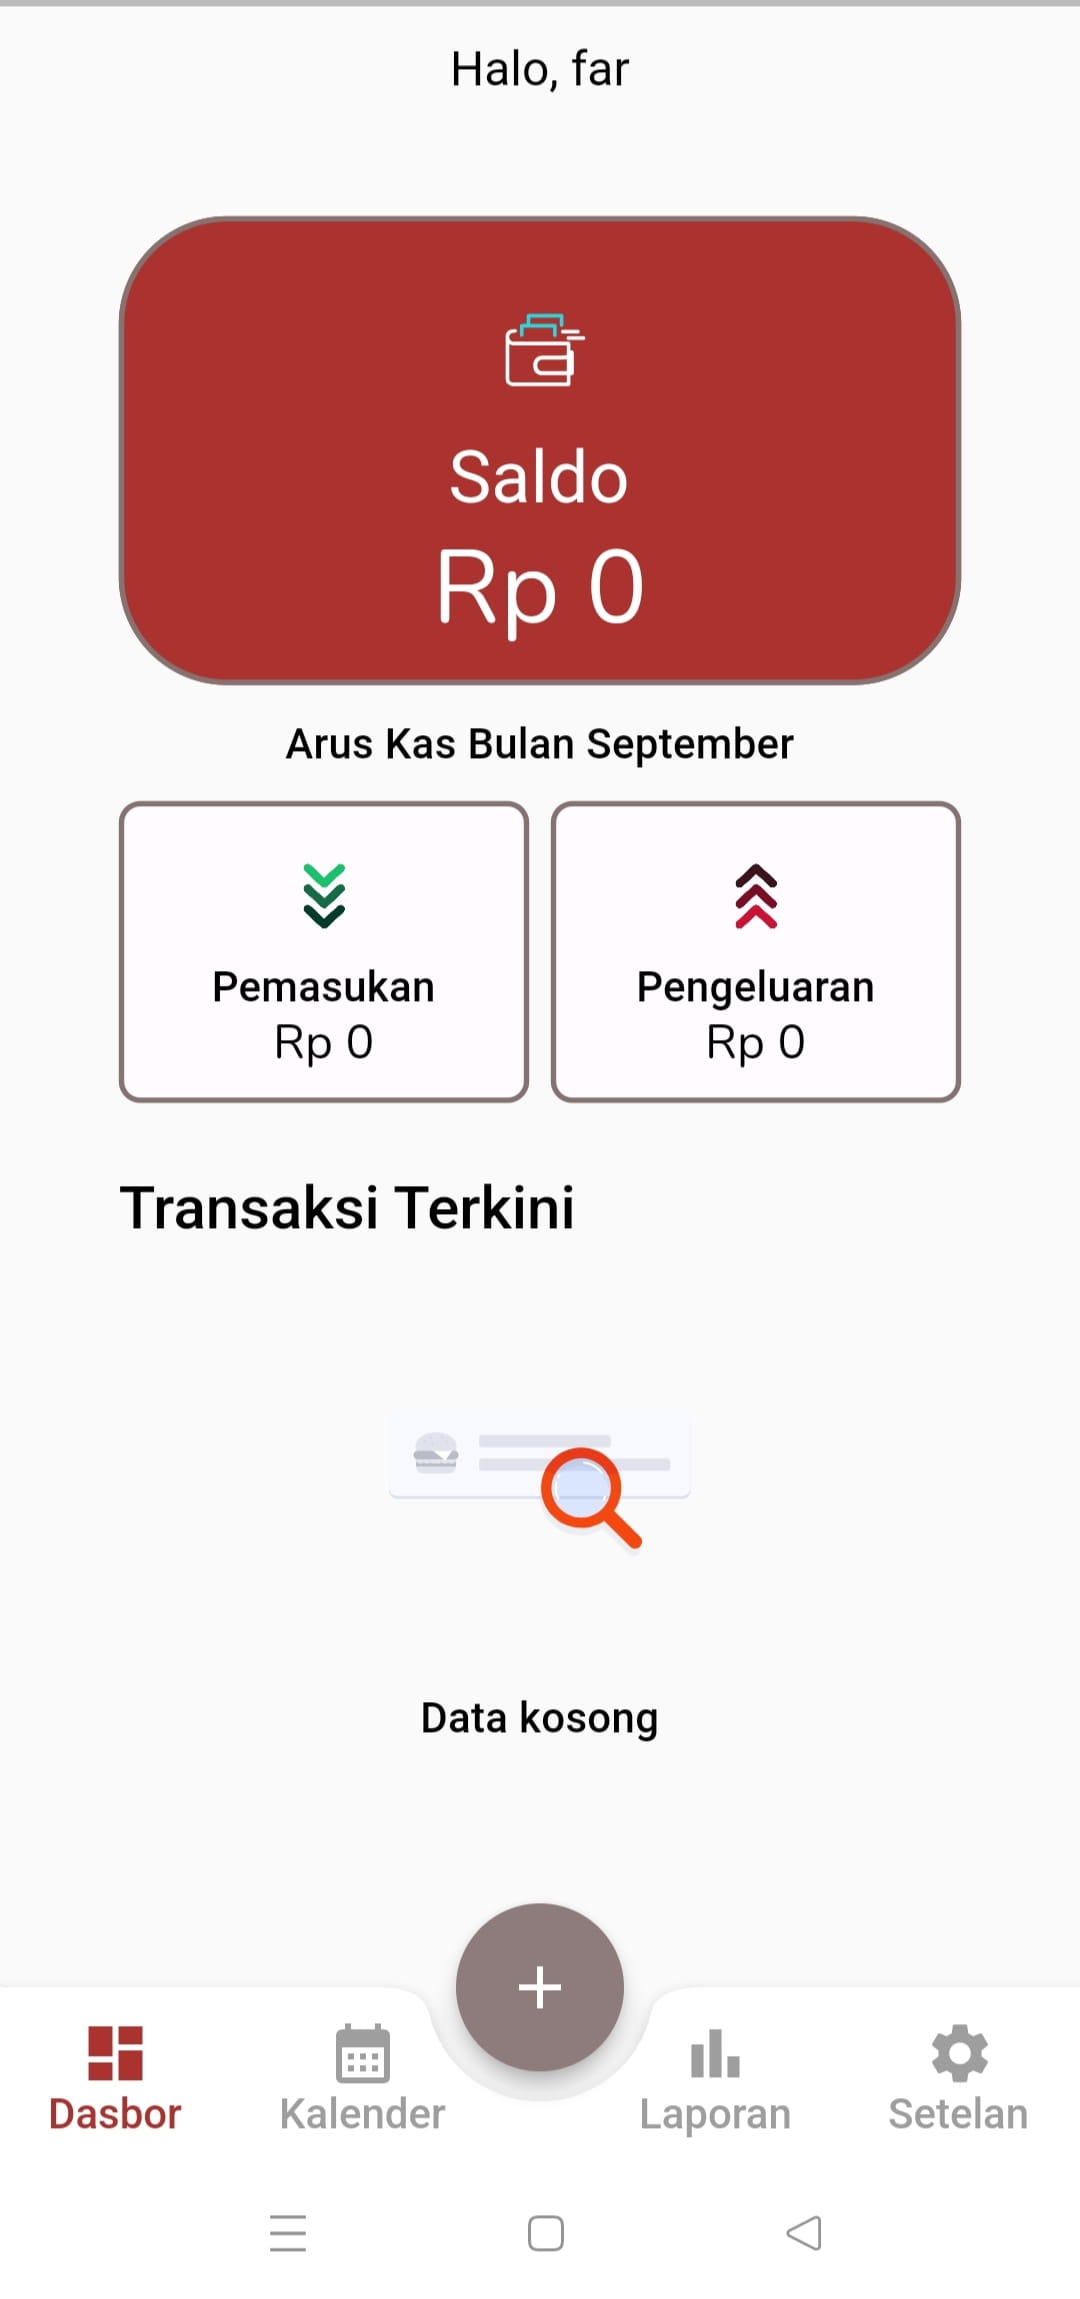 Halo, far
Saldo
Rp 0
Arus Kas Bulan September
Pemasukan
Rp 0
Pengeluaran
Rp 0
Transaksi Terkini
Data kosong
Dasbor
Kalender
Laporan
Setelan